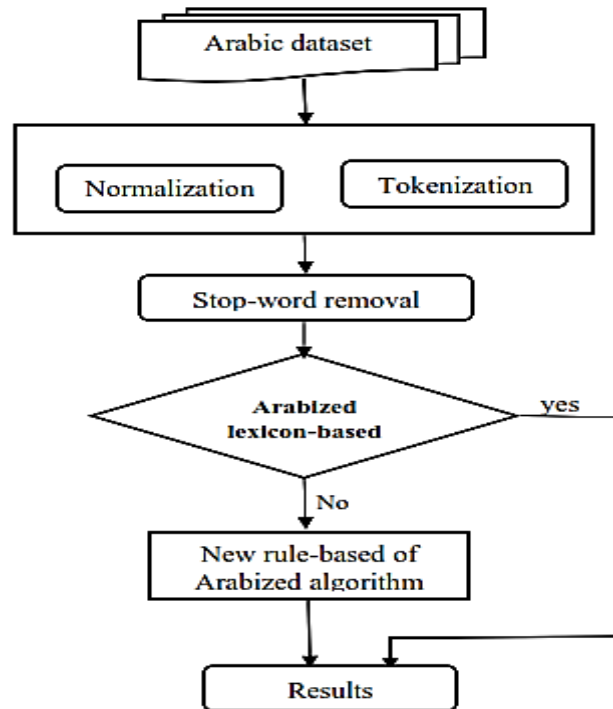 Arabic dataset
Normalization
Tokenization
Stop-word removal
Arabized
lexicon-based
yes
No
New rule-based of
Arabized algorithm
Results